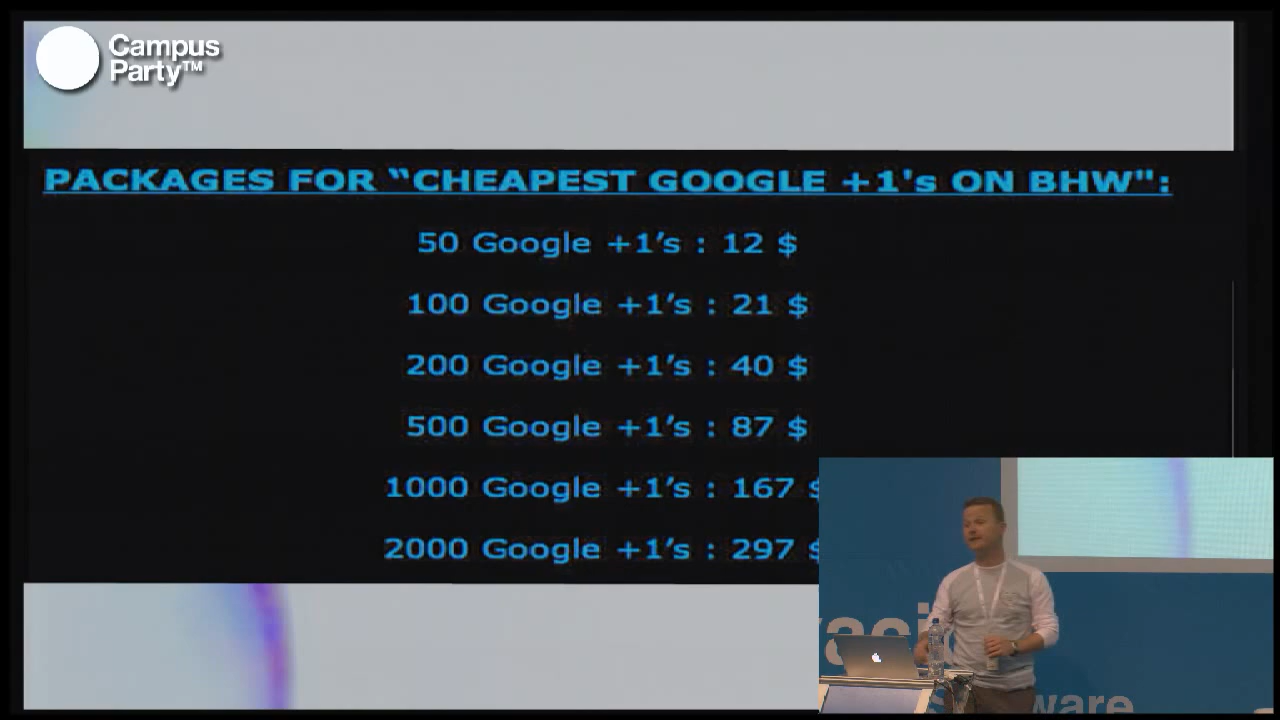 Campus
Party™
PACKAGES FOR “CHEAPEST GOOGLE +1's ON BHW":
50 Google +1’s : 12 $
100 Google +1’s : 21 $
200 Google +1’s : 40 $
500 Google +1’s : 87 $
1000 Google +1’s : 167 $
2000 Google +1’s : 297 $